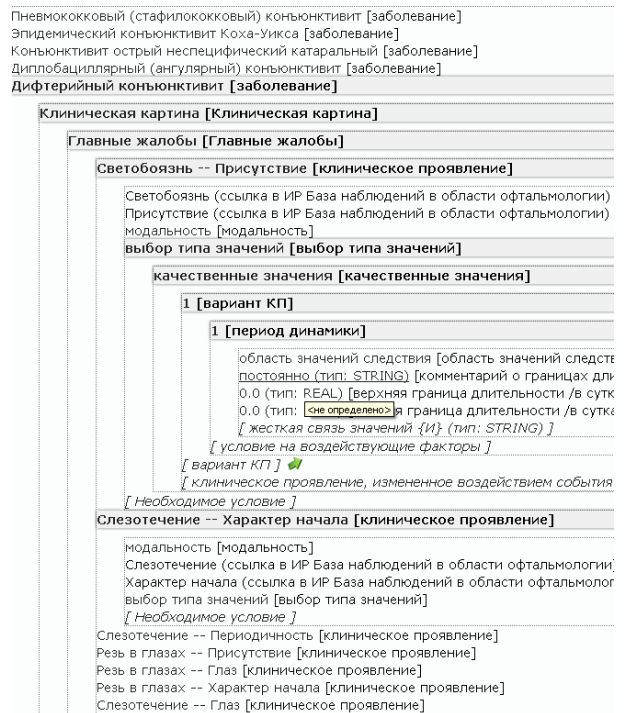 Пневмококковый (стафилококковый) конъюнктивит [заболевание]
Эпидемический конъюнктивит Коха-Уикса [заболевание]
Конъюнктивит острый неспецифический катаральный [заболевание]
Диплобациллярный (ангулярный) конъюнктивит [заболевание]
Дифтерийный конъюнктивит [заболевание]
Клиническая картина [Клиническая картина]
Главные жалобы [Главные жалобы]
Светобоязнь -- Присутствие [клиническое проявление]
Светобоязнь (ссылка в ИР База наблюдений в области офтальмологии)
Присутствие (ссылка в ИР База наблюдений в области офтальмологии)
модальность [модальность]
выбор типа значений [выбор типа значений]
качественные значения [качественные значения]
1 [вариант КП]
1 [период динамики]
область значений следствия [область значений следств
постоянно (тип: STRING) [комментарий о границах дли
0.0 (тип: REAL) [верхняя граница длительности /в сутк
0.0 (тип: <не определено> я граница длительности /в сутка
[ жесткая связь значений {И} (тип: STRING) ]
[ условие на воздействующие факторы ]
[ вариант КП ]
[ клиническое проявление, измененное воздействием события
[ Необходимое условие ]
Слезотечение -- Характер начала [клиническое проявление]
модальность [модальность]
Слезотечение (ссылка в ИР База наблюдений в области офтальмологии)
Характер начала (ссылка в ИР База наблюдений в области офтальмолог
выбор типа значений [выбор типа значений]
[ Необходимое условие ]
Слезотечение -- Периодичность [клиническое проявление]
Резь в глазах -- Присутствие [клиническое проявление]
Резь в глазах -- Глаз [клиническое проявление]
Резь в глазах -- Характер начала [клиническое проявление]
Слезотечение -- Глаз [клиническое проявление]